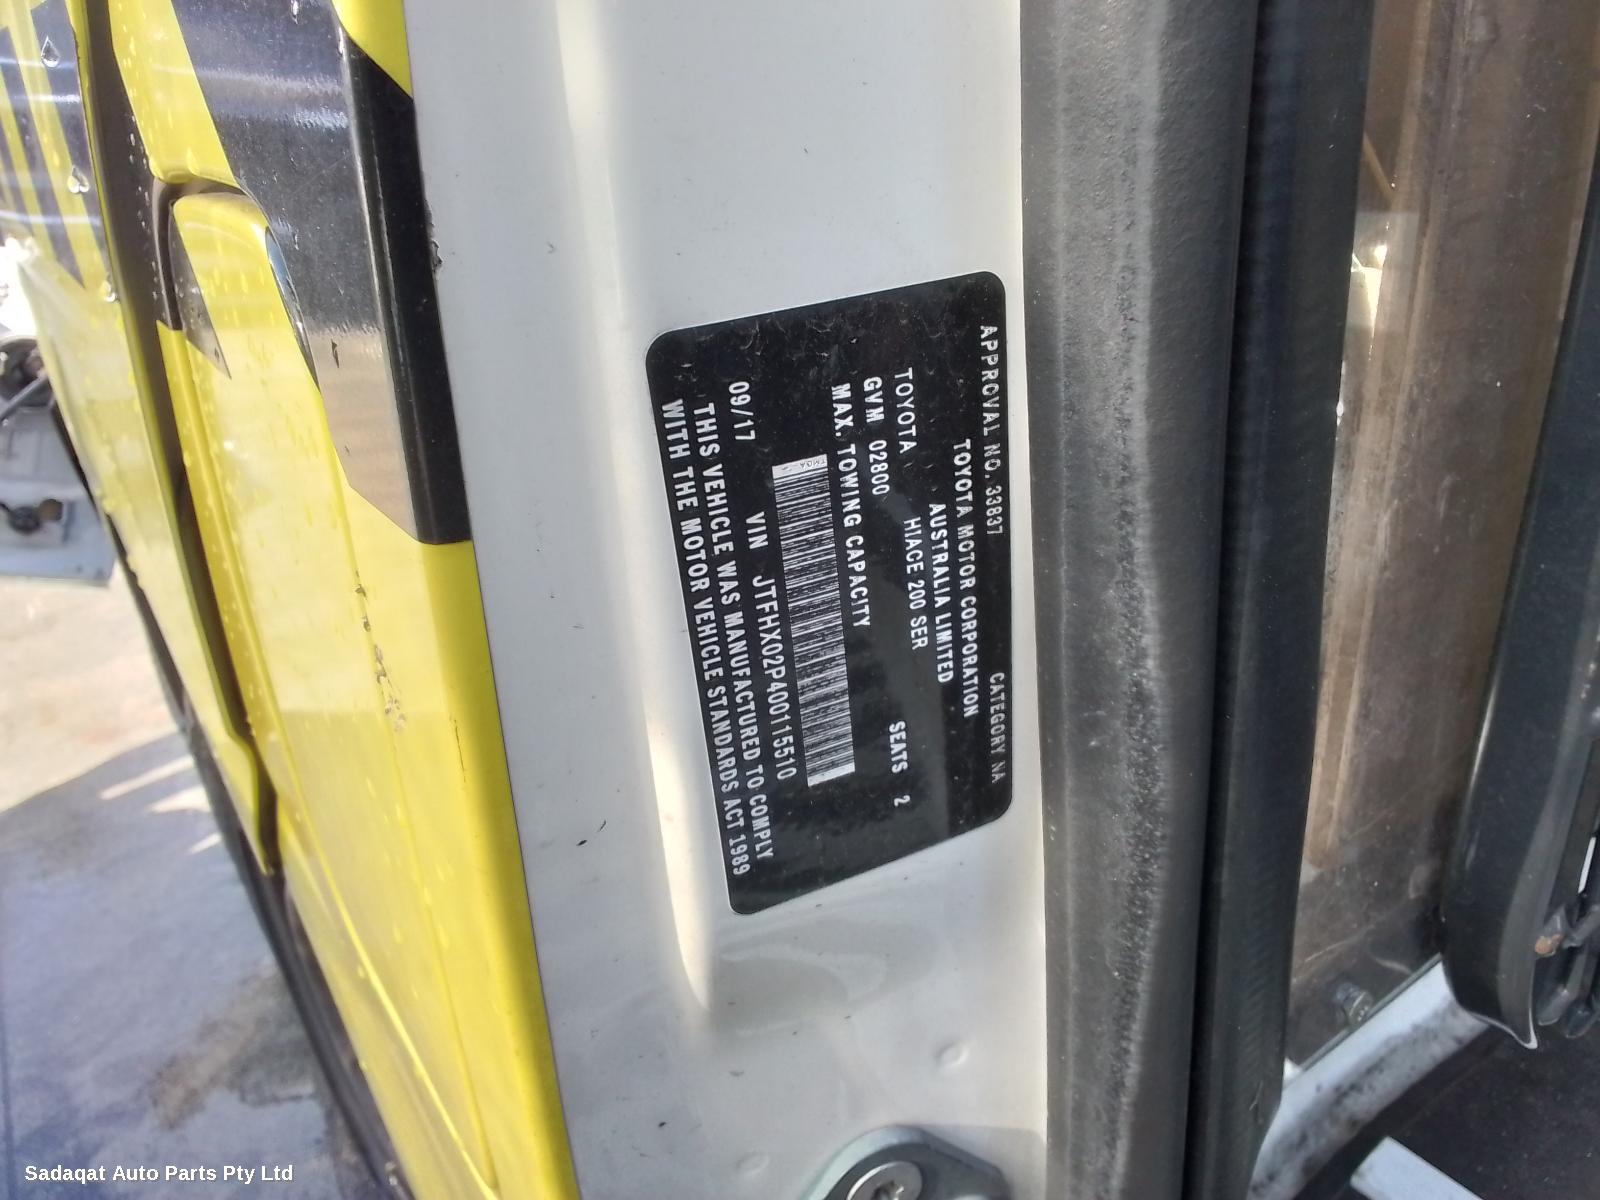 APPROVAL NO. 33837 CATEGORY NA
TOYOTA MOTOR CORPORATION
AUSTRALIA LIMITED
TOYOTA HIACE 200 SER
GVM 02800 SEATS 2
MAX. TOWING CAPACITY
09/17 VIN JTFHX02P400115510
THIS VEHICLE WAS MANUFACTURED TO COMPLY
WITH THE MOTOR VEHICLE STANDARDS ACT 1989
Sadaqat Auto Parts Pty Ltd